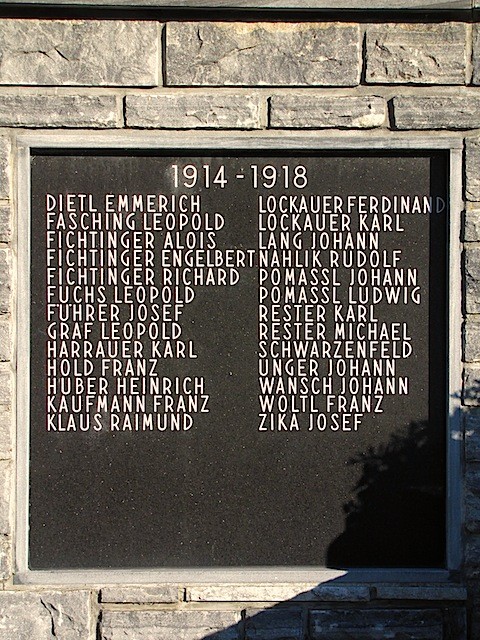 1914-1918
DIETL EMMERICH
FASCHING LEOPOLD
FICHTINGER ALOIS
FICHTINGER ENGELBERT
FICHTINGER RICHARD
FUCHS LEOPOLD
FÜHRER JOSEF
GRAF LEOPOLD
HARRAUER KARL
HOLD FRANZ
HUBER HEINRICH
KAUFMANN FRANZ
KLAUS RAIMUND
LOCKAUER FERDINAND
LOCKAUER KARL
LANG JOHANN
NAHLIK RUDOLF
POMASSL JOHANN
POMASSL LUDWIG
RESTER KARL
RESTER MICHAEL
SCHWARZENFELD
UNGER JOHANN
WANSCH JOHANN
WOLTL FRANZ
ZIKA JOSEF